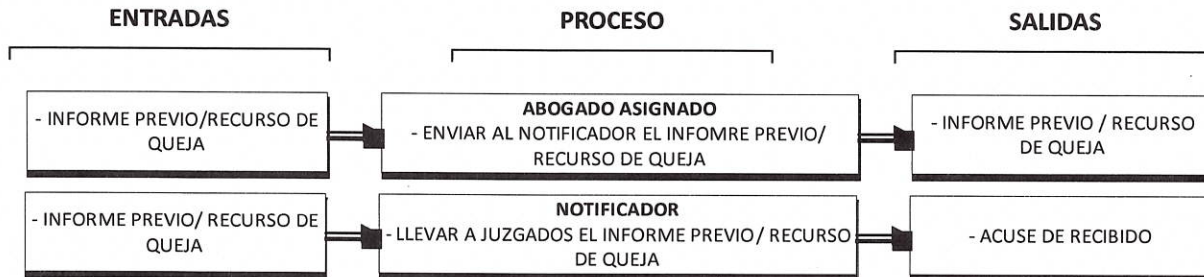 ENTRADAS
PROCESO
SALIDAS
- INFORME PREVIO/RECURSO DE
QUEJA
ABOGADO ASIGNADO
- ENVIAR AL NOTIFICADOR EL INFOMRE PREVIO/
RECURSO DE QUEJA
- INFORME PREVIO / RECURSO
DE QUEJA
- INFORME PREVIO/ RECURSO DE
QUEJA
NOTIFICADOR
- LLEVAR A JUZGADOS EL INFORME PREVIO/ RECURSO
DE QUEJA
- ACUSE DE RECIBIDO